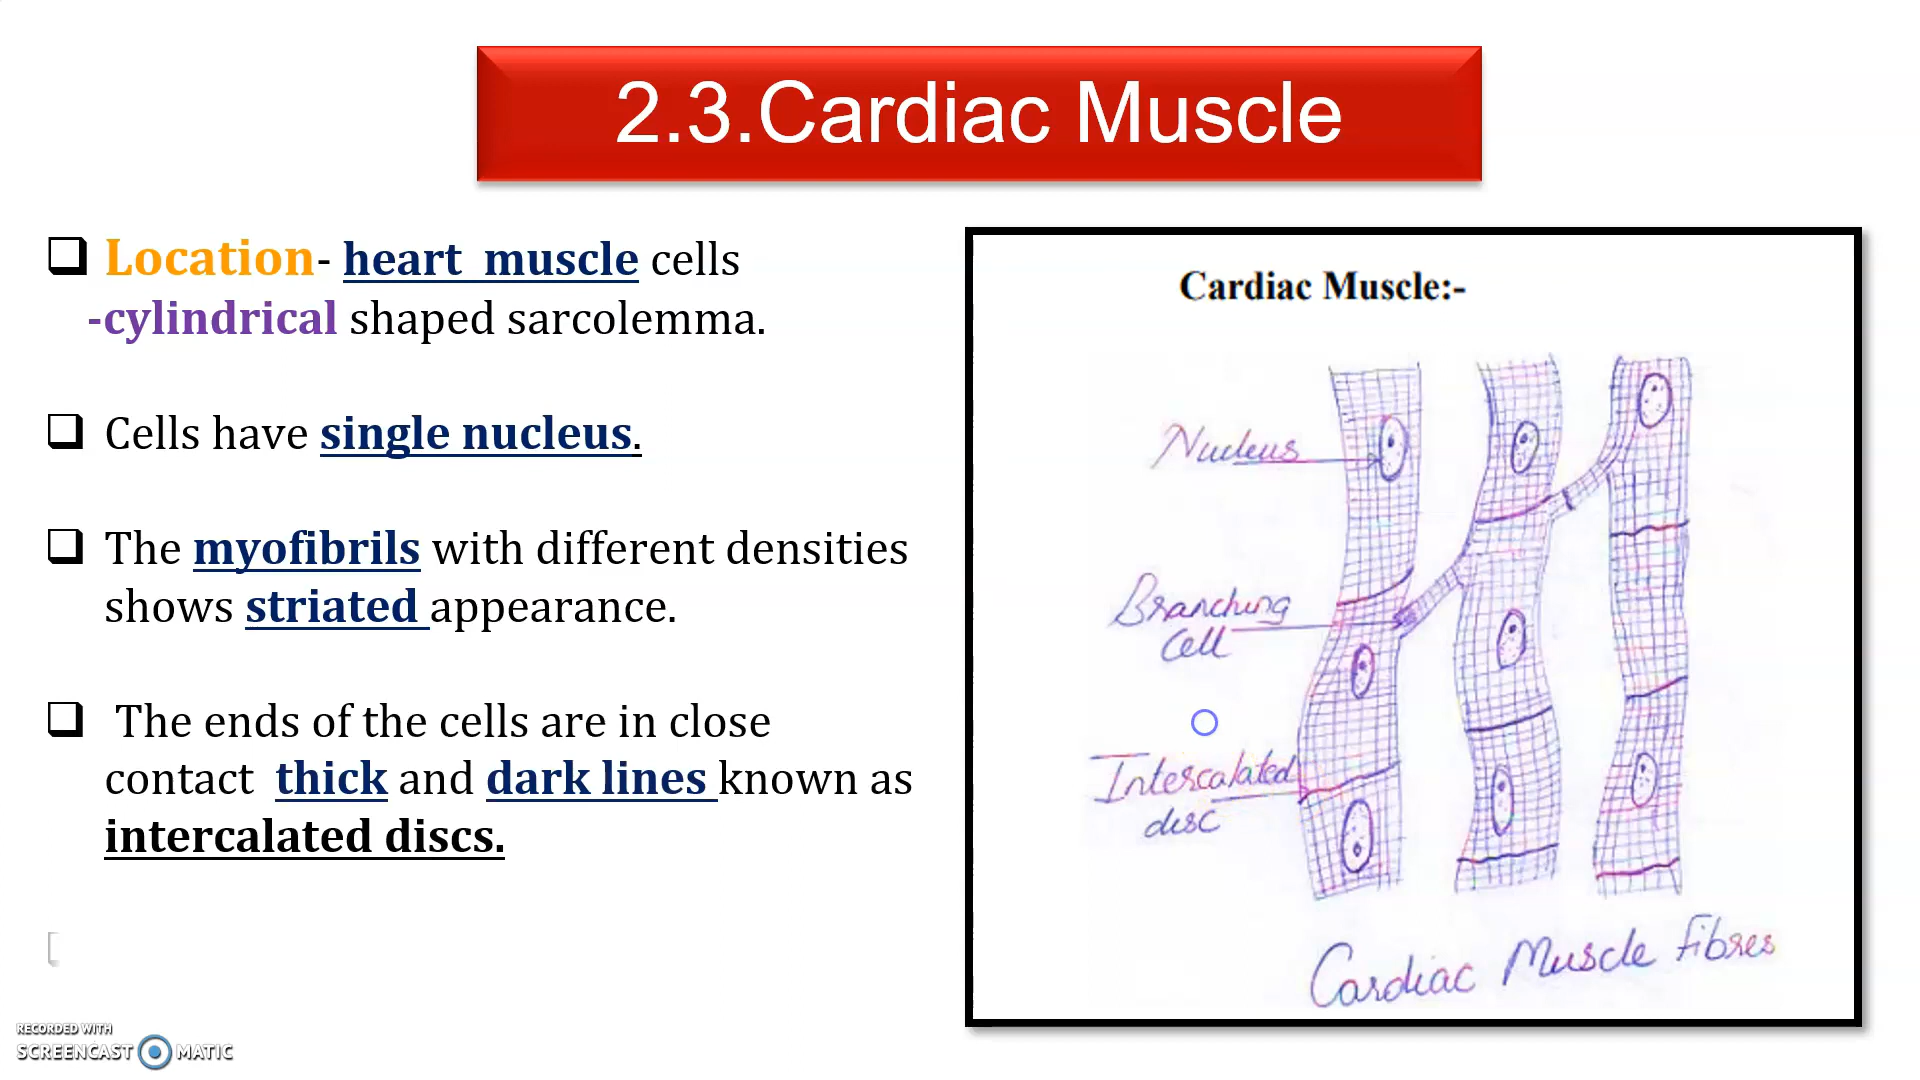 2.3.Cardiac Muscle
Location- heart muscle cells
-cylindrical shaped sarcolemma.
Cells have single nucleus.
The myofibrils with different densities
shows striated appearance.
The ends of the cells are in close
contact thick and dark lines known as
intercalated discs.
Cardiac Muscle:-
Nucleus
Branching
Cell
Intercalated
disc
Cardiac Muscle Fibres
RECORDED WITH
SCREENCAST MATIC